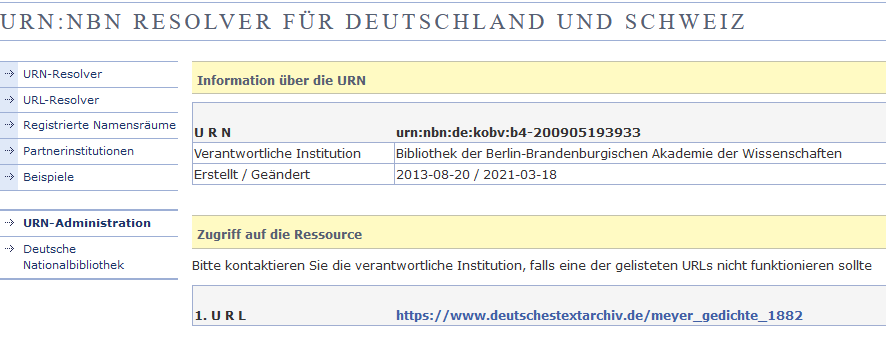 URN:NBN RESOLVER FÜR DEUTSCHLAND UND SCHWEIZ
URN-Resolver
URL-Resolver
Registrierte Namensräume
Partnerinstitutionen
Beispiele
URN-Administration
Deutsche
Nationalbibliothek
Information über die URN
U R N urn:nbn:de:kobv:b4-200905193933
Verantwortliche Institution Bibliothek der Berlin-Brandenburgischen Akademie der Wissenschaften
Erstellt / Geändert 2013-08-20 / 2021-03-18
Zugriff auf die Ressource
Bitte kontaktieren Sie die verantwortliche Institution, falls eine der gelisteten URLs nicht funktionieren sollte
1. U R L https://www.deutschestextarchiv.de/meyer_gedichte_1882